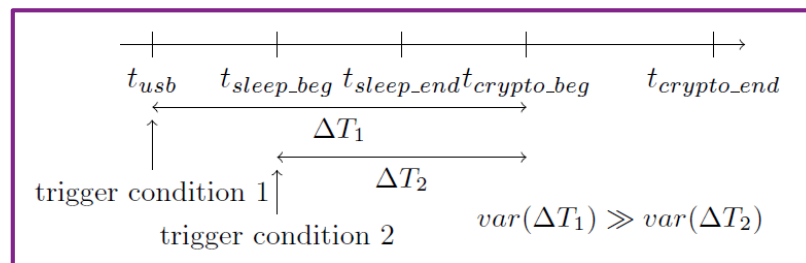 t_usb t_sleep_beg t_sleep_end t_crypto_beg t_crypto_end
ΔT_1
ΔT_2
trigger condition 1
var(ΔT_1) ≫ var(ΔT_2)
trigger condition 2